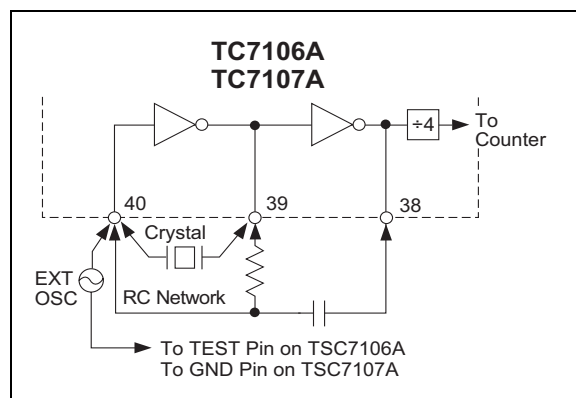 TC7106A
TC7107A
÷4
To
Counter
40
39
38
Crystal
EXT
OSC
RC Network
To TEST Pin on TSC7106A
To GND Pin on TSC7107A